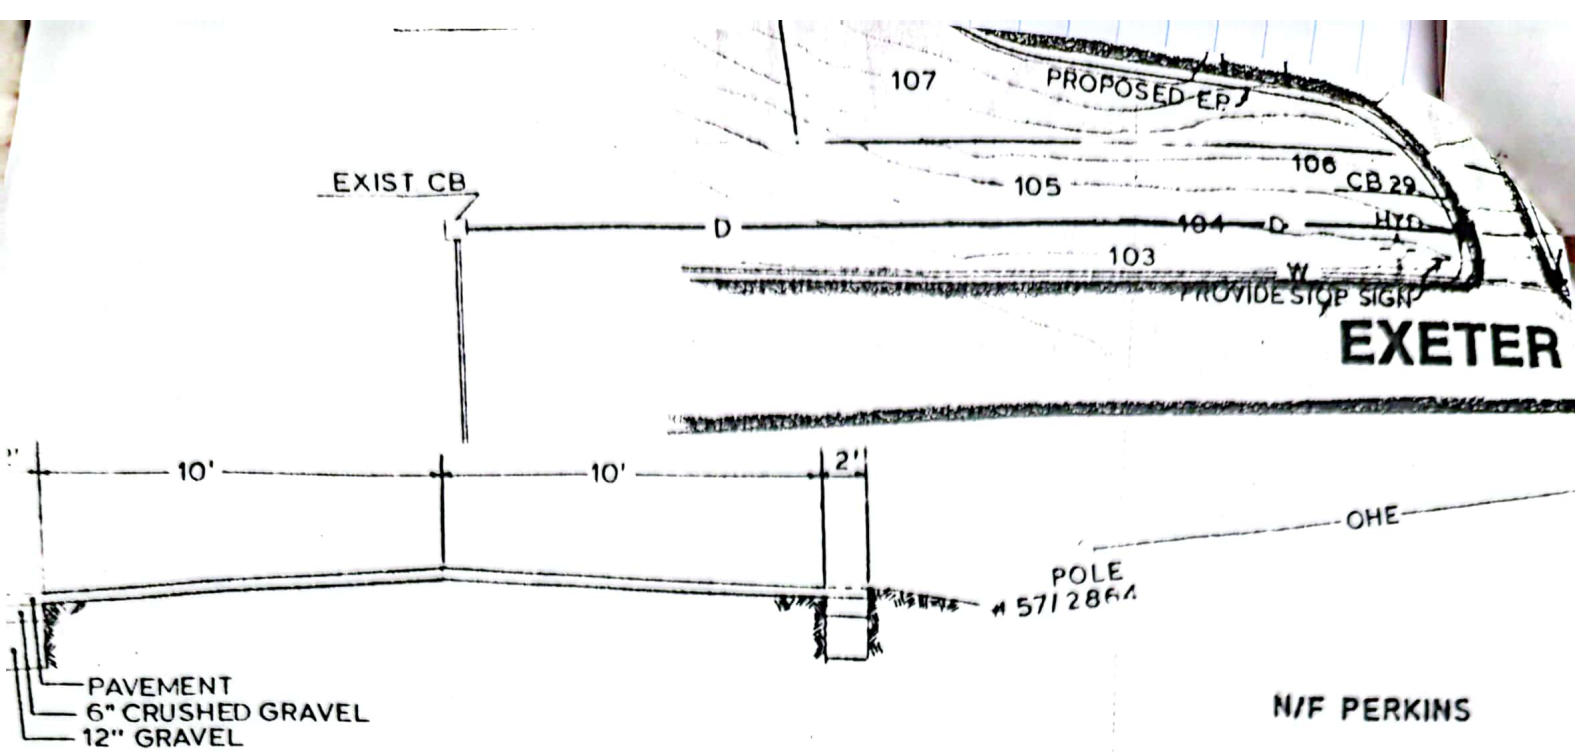 107
PROPOSED EP
106
EXIST CB
105
CB 29
D
104
D
HYD
103
W
PROVIDE STOP SIGN
EXETER
10'
10'
2'
OHE
POLE
PAVEMENT
6" CRUSHED GRAVEL
12" GRAVEL
N/F PERKINS